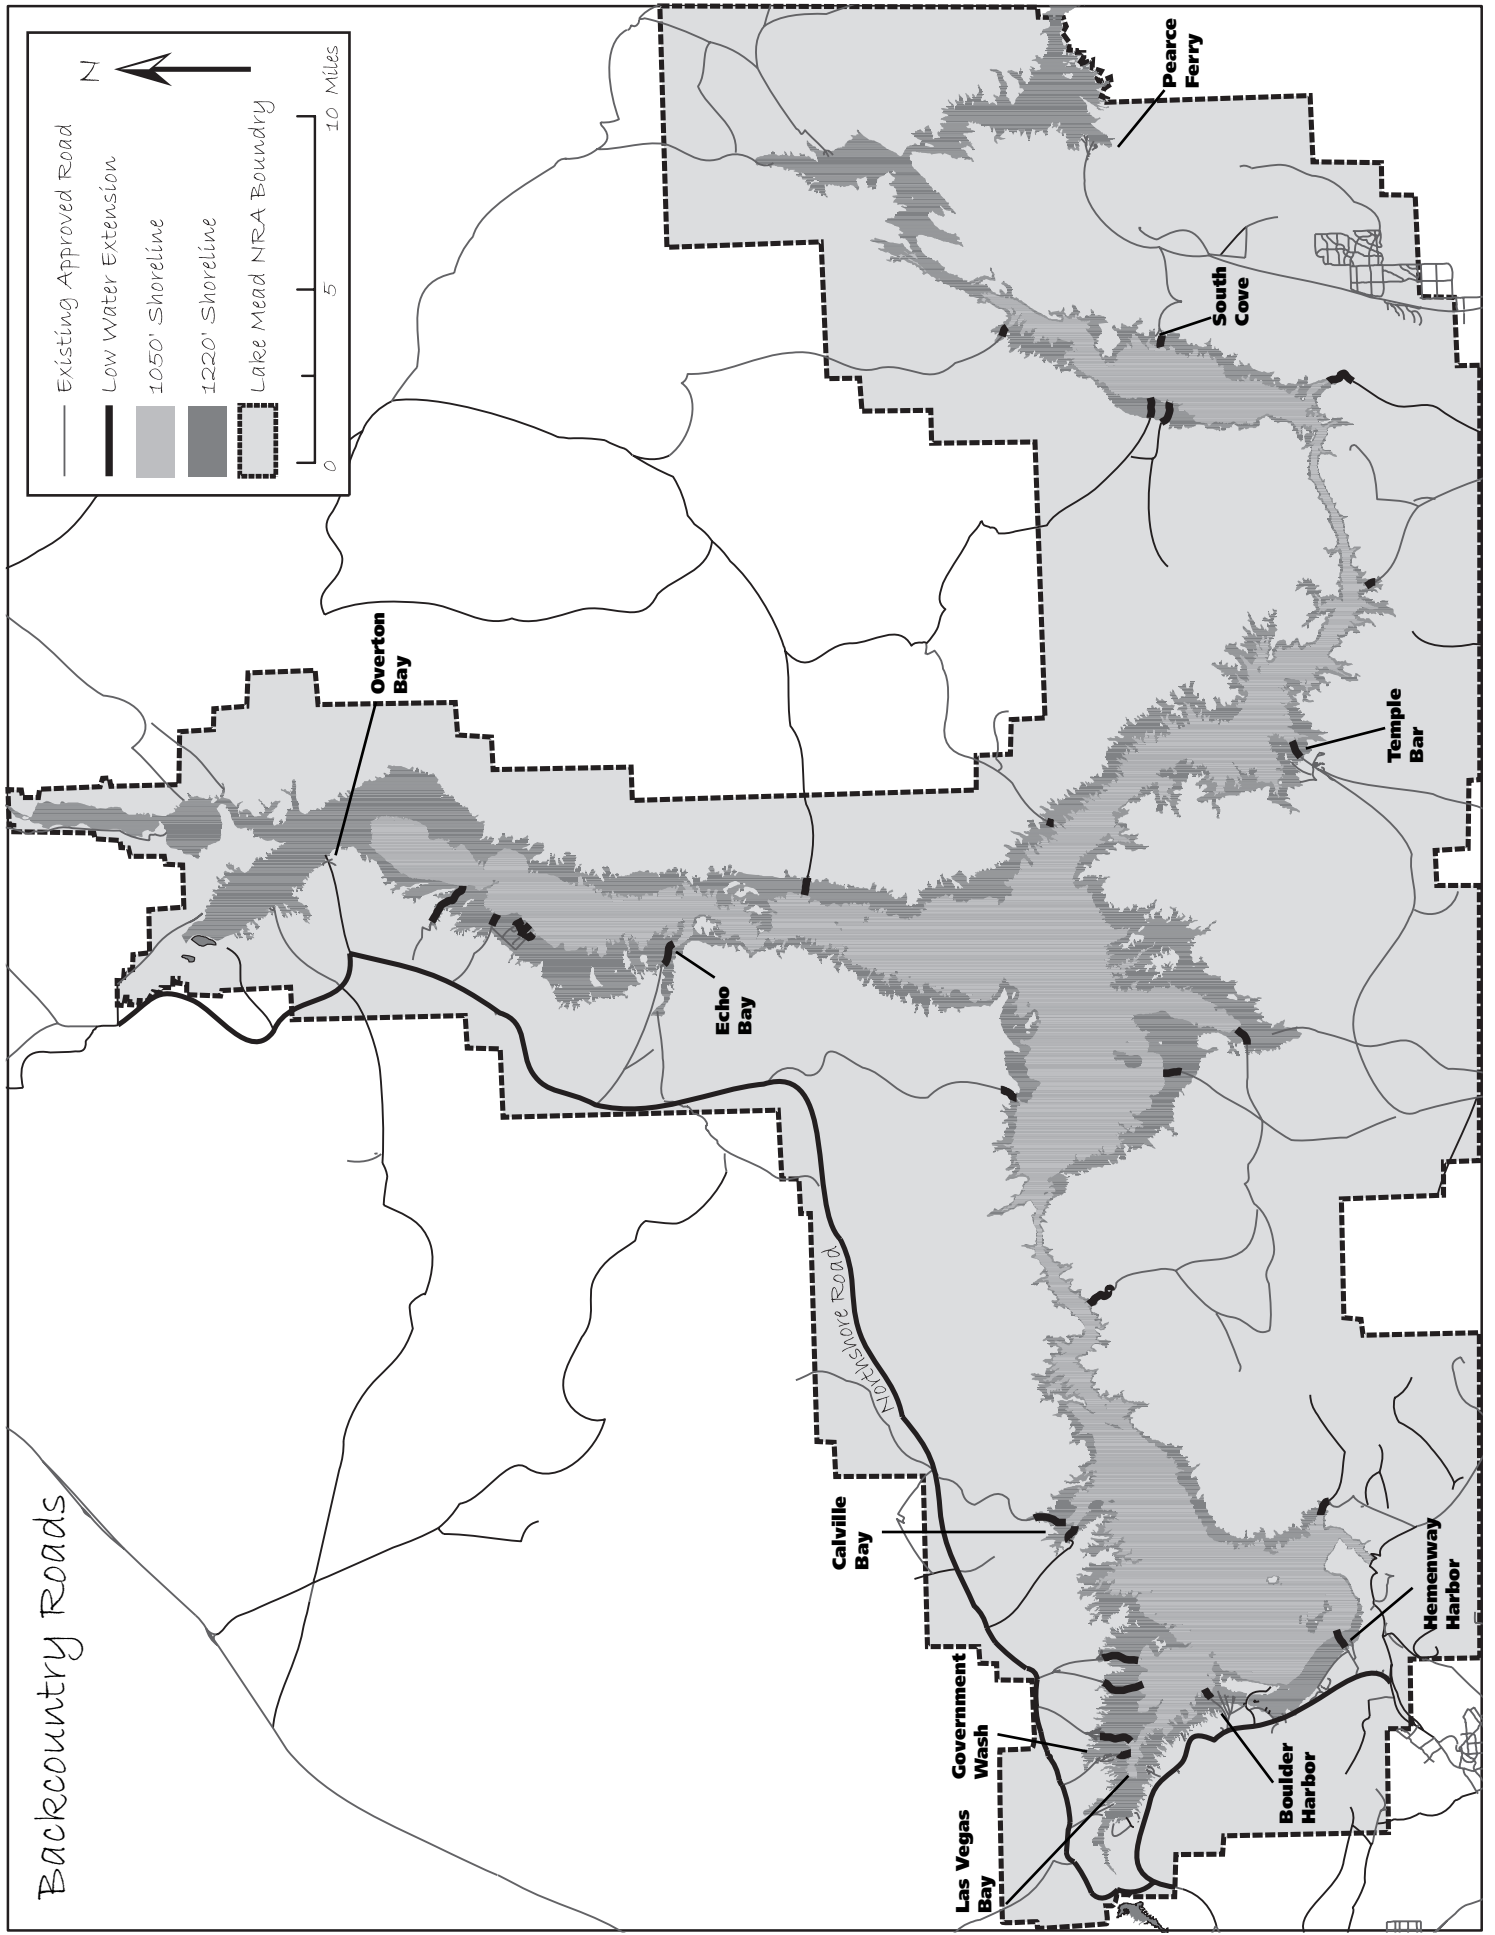 Backcountry Roads
N
Existing Approved Road
Low Water Extension
1050' Shoreline
1220' Shoreline
Lake Mead NRA Boundry
0
5
10 Miles
Overton
Bay
Echo
Bay
Northshore Road
Calville
Bay
Government
Wash
Las Vegas
Bay
Boulder
Harbor
Hemenway
Harbor
Temple
Bar
South
Cove
Pearce
Ferry